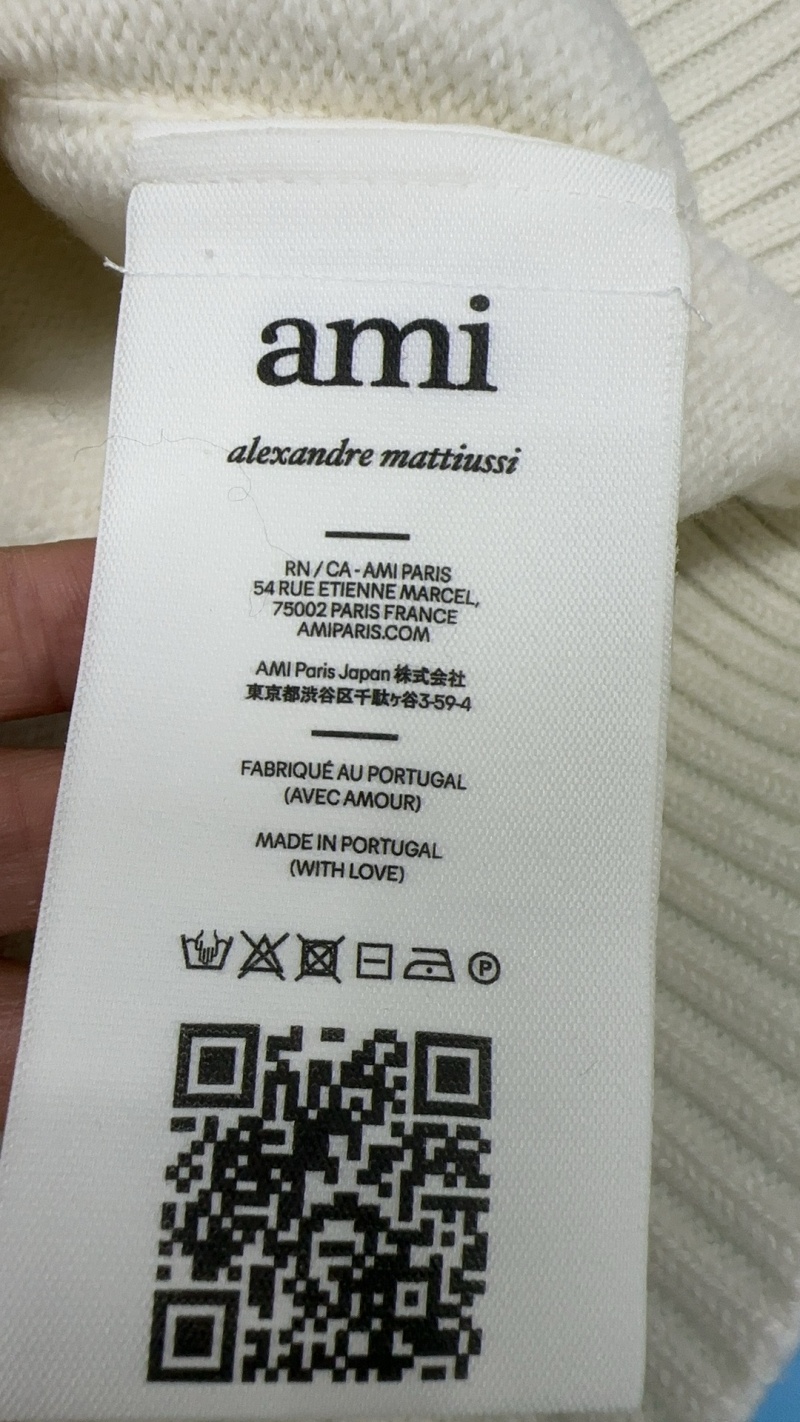 ami
alexandre mattiussi
RN / CA - AMI PARIS
54 RUE ETIENNE MARCEL,
75002 PARIS FRANCE
AMIPARIS.COM
AMI Paris Japan 株式会社
東京都渋谷区千駄ヶ谷3-59-4
FABRIQUÉ AU PORTUGAL
(AVEC AMOUR)
MADE IN PORTUGAL
(WITH LOVE)
P